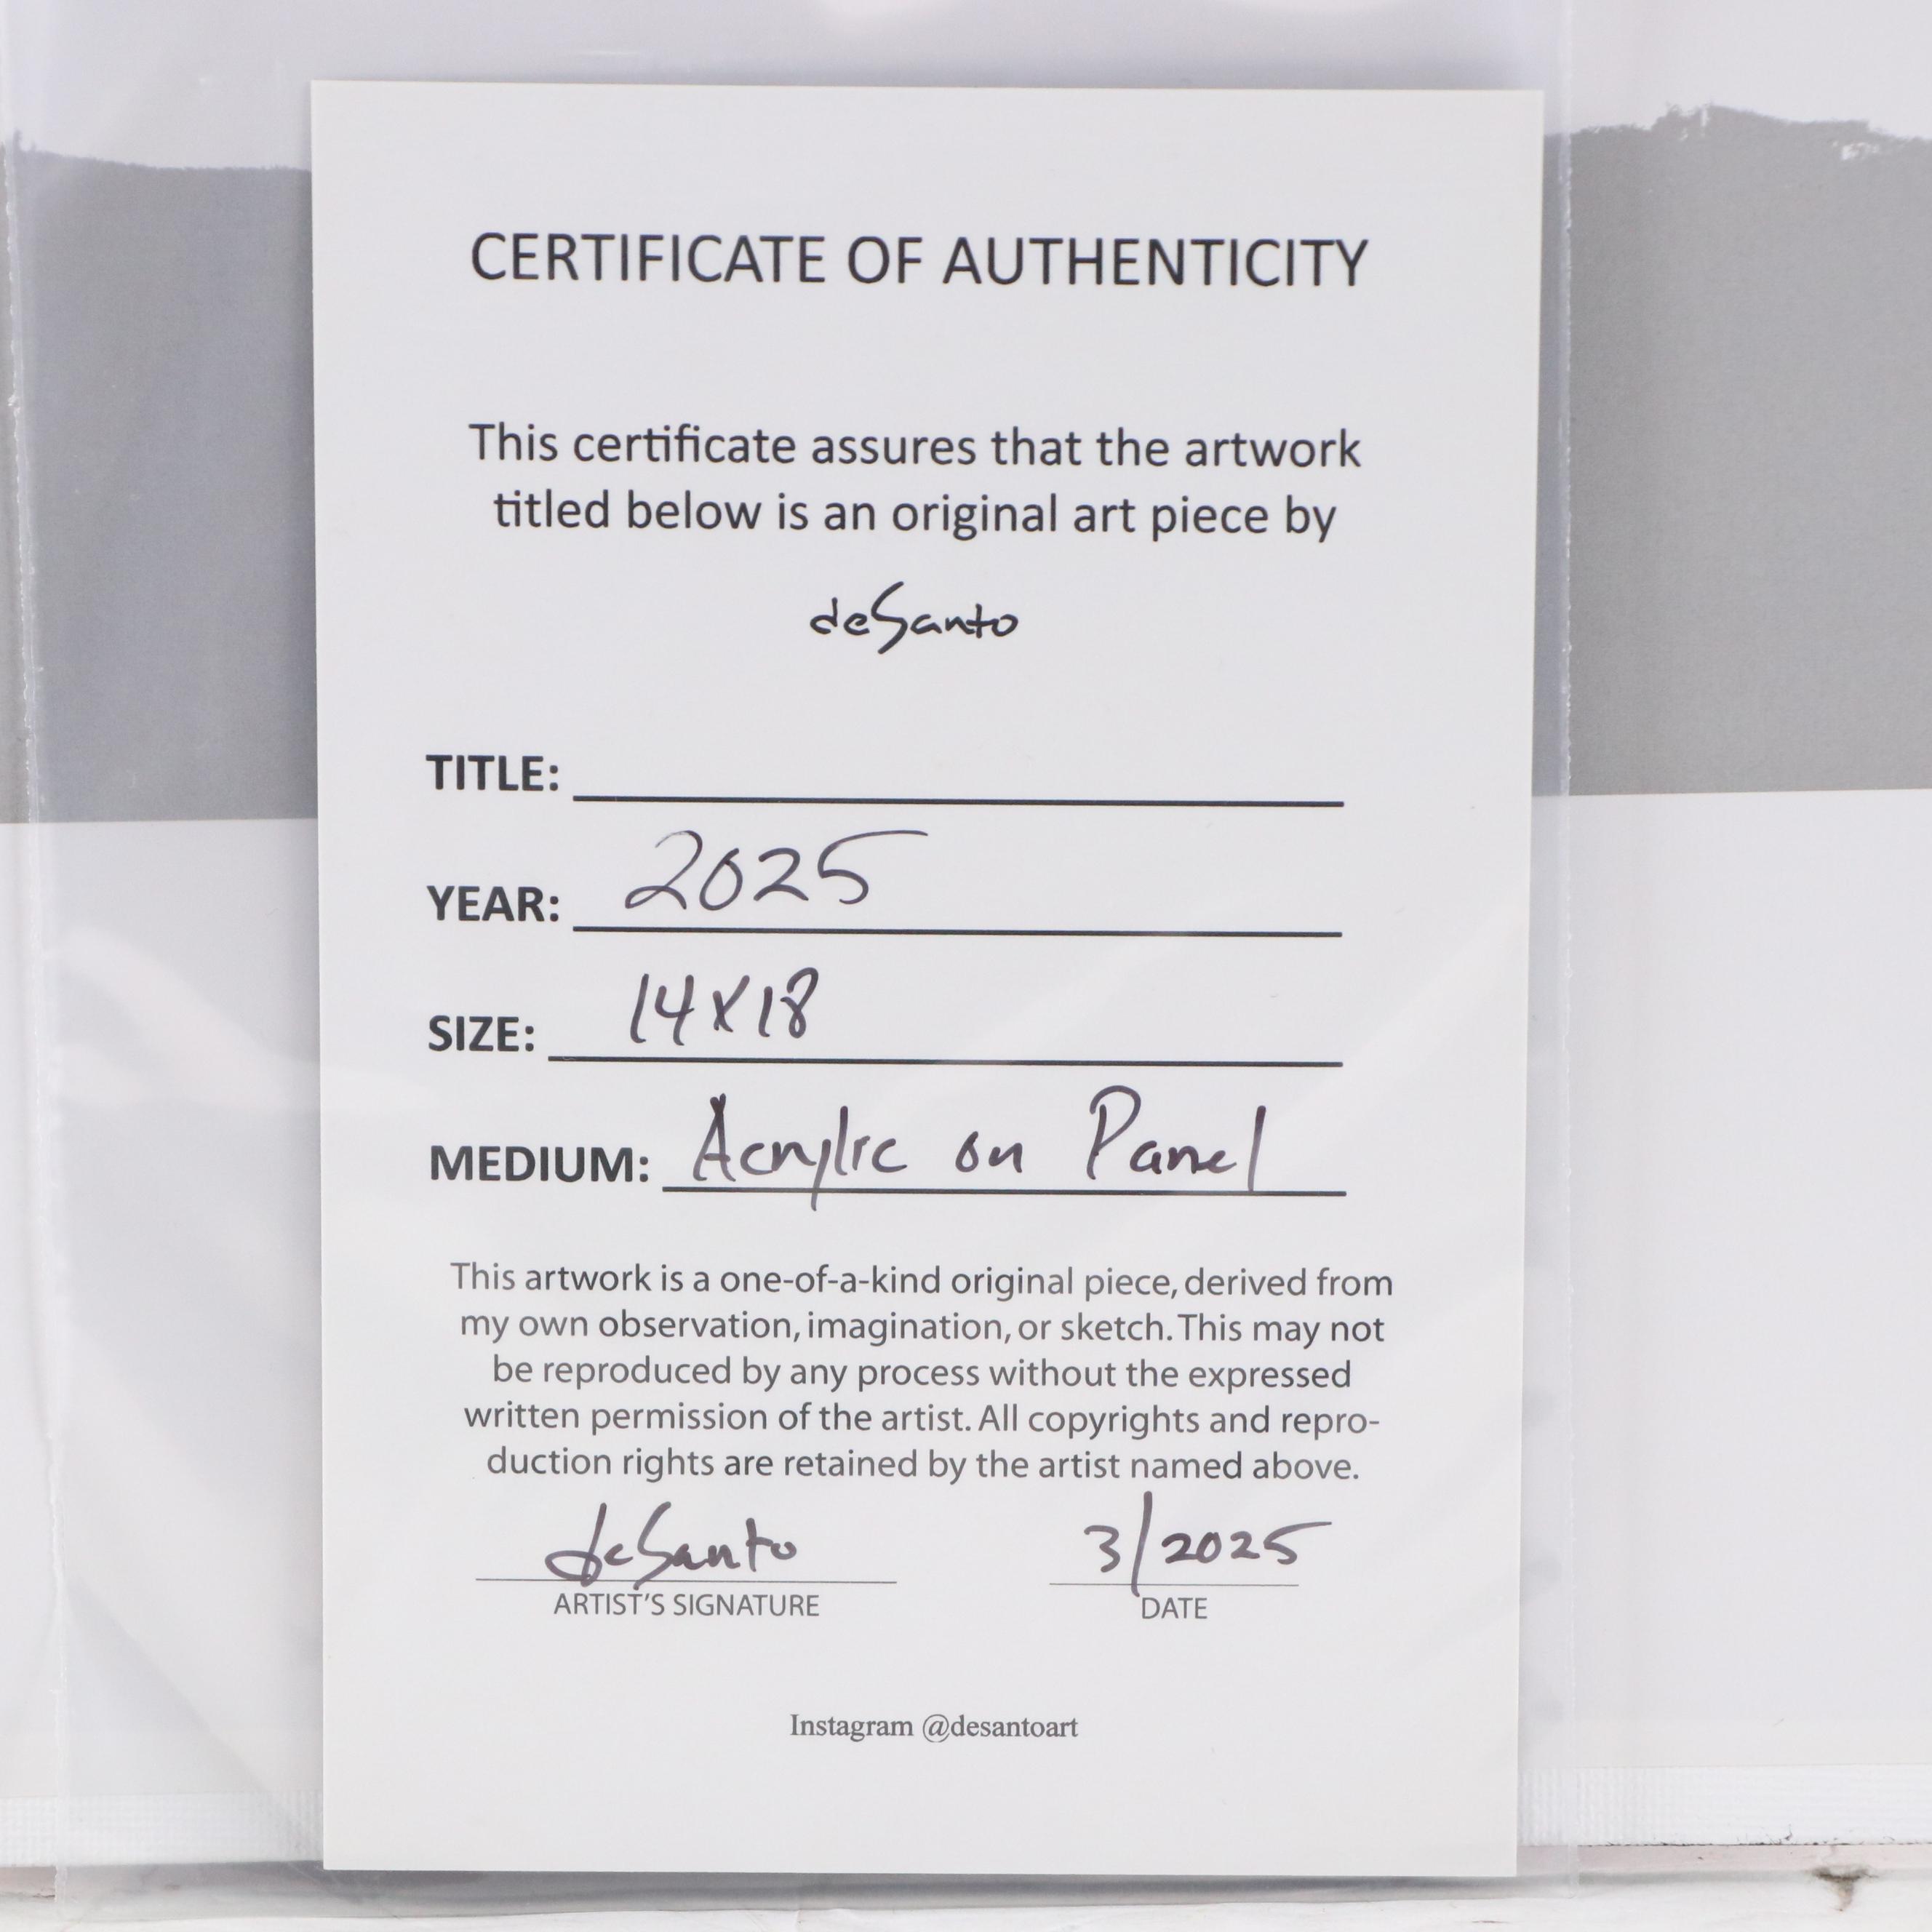 CERTIFICATE OF AUTHENTICITY
This certificate assures that the artwork
titled below is an original art piece by
deSanto
TITLE:
YEAR: 2025
SIZE: 14x18
MEDIUM: Acrylic on Panel
This artwork is a one-of-a-kind original piece, derived from
my own observation, imagination, or sketch. This may not
be reproduced by any process without the expressed
written permission of the artist. All copyrights and repro-
duction rights are retained by the artist named above.
deSanto 3/2025
ARTIST'S SIGNATURE DATE
Instagram @desantoart